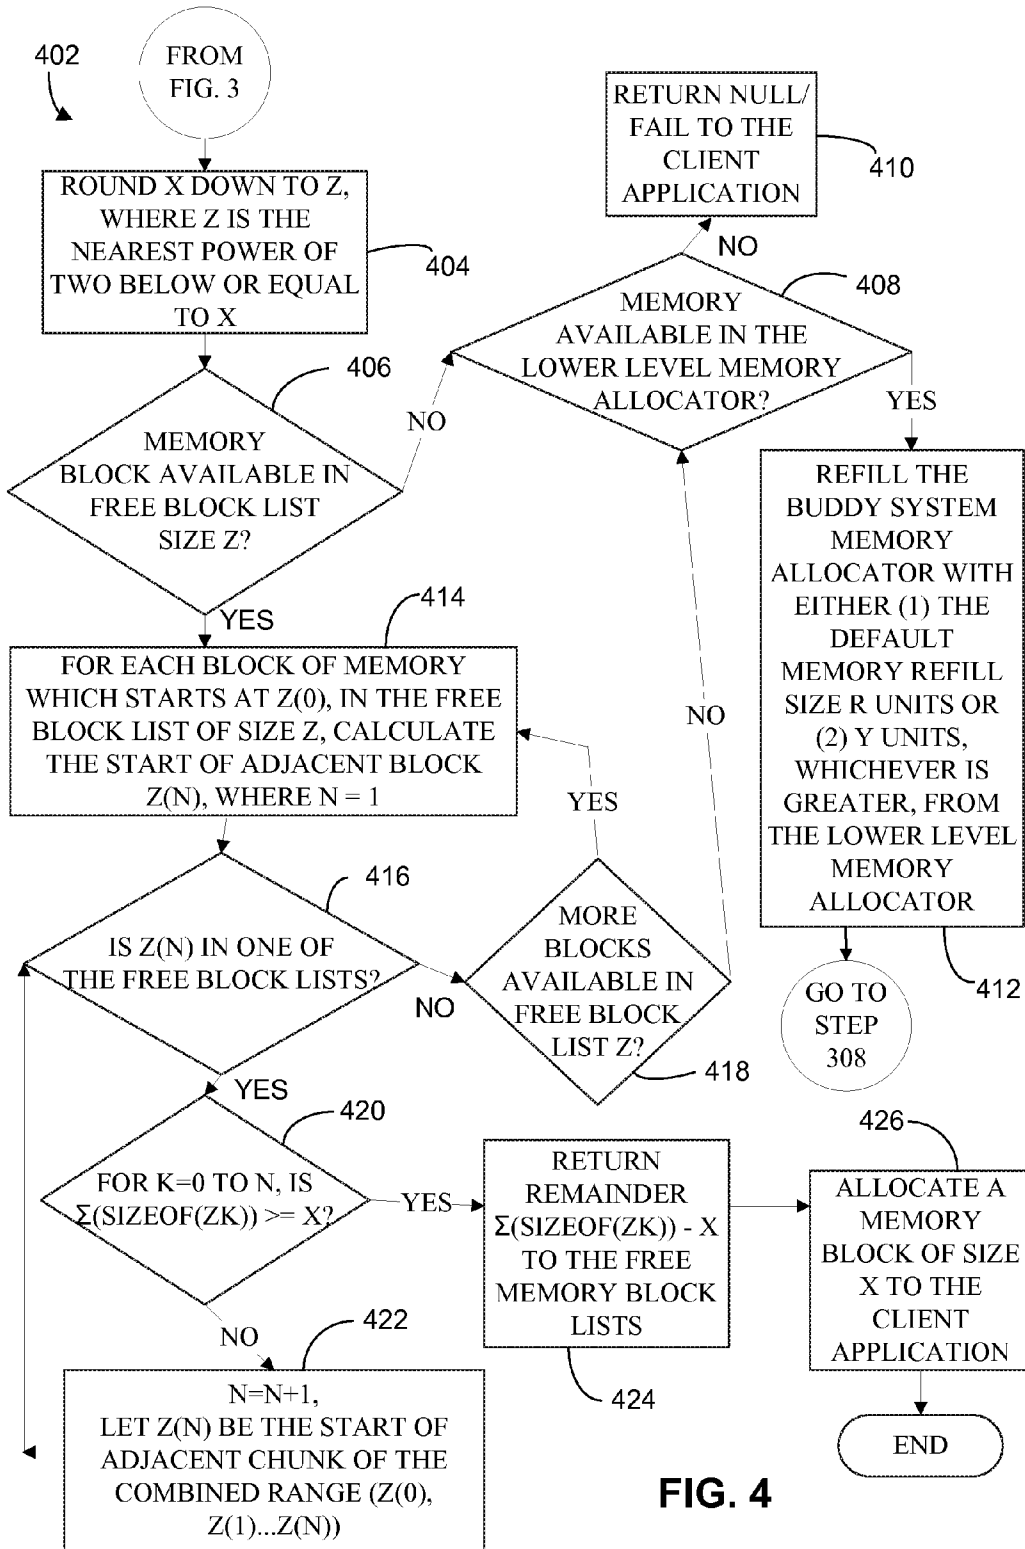 402
FROM
FIG. 3
ROUND X DOWN TO Z,
WHERE Z IS THE
NEAREST POWER OF
TWO BELOW OR EQUAL
TO X
404
406
MEMORY
BLOCK AVAILABLE IN
FREE BLOCK LIST
SIZE Z?
NO
YES
RETURN NULL/
FAIL TO THE
CLIENT
APPLICATION
410
NO
408
MEMORY
AVAILABLE IN THE
LOWER LEVEL MEMORY
ALLOCATOR?
YES
REFILL THE
BUDDY SYSTEM
MEMORY
ALLOCATOR WITH
EITHER (1) THE
DEFAULT
MEMORY REFILL
SIZE R UNITS OR
(2) Y UNITS,
WHICHEVER IS
GREATER, FROM
THE LOWER LEVEL
MEMORY
ALLOCATOR
412
GO TO
STEP
308
414
FOR EACH BLOCK OF MEMORY
WHICH STARTS AT Z(0), IN THE FREE
BLOCK LIST OF SIZE Z, CALCULATE
THE START OF ADJACENT BLOCK
Z(N), WHERE N = 1
416
IS Z(N) IN ONE OF
THE FREE BLOCK LISTS?
NO
YES
YES
NO
MORE
BLOCKS
AVAILABLE IN
FREE BLOCK
LIST Z?
418
420
FOR K=0 TO N, IS
Σ(SIZEOF(ZK)) >= X?
YES
NO
RETURN
REMAINDER
Σ(SIZEOF(ZK)) - X
TO THE FREE
MEMORY BLOCK
LISTS
424
426
ALLOCATE A
MEMORY
BLOCK OF SIZE
X TO THE
CLIENT
APPLICATION
END
422
N=N+1,
LET Z(N) BE THE START OF
ADJACENT CHUNK OF THE
COMBINED RANGE (Z(0),
Z(1)...Z(N))
FIG. 4